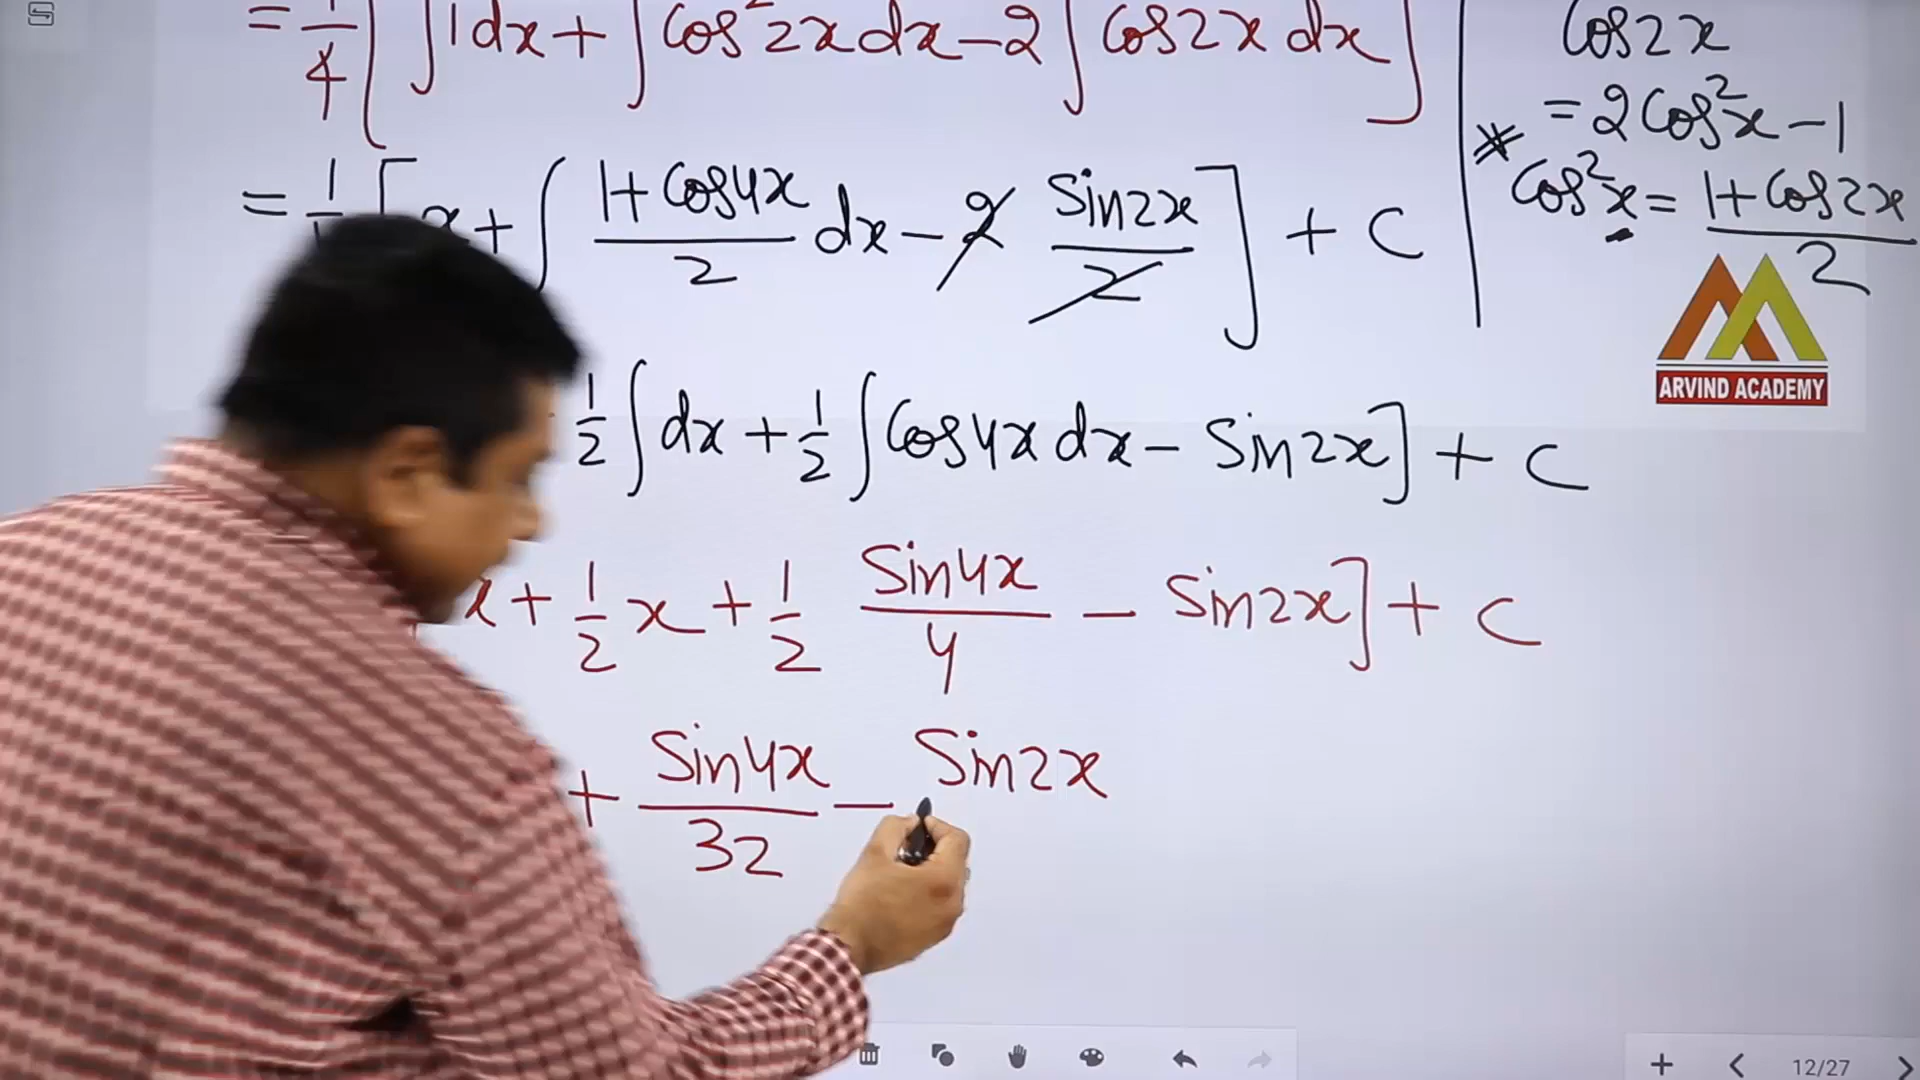 = 1/4 [ ∫1dx + ∫cos²2x dx - 2∫cos2x dx ]
= 1/ [ x + ∫ (1+cos4x)/2 dx - 2 sin2x/2 ] + C
1/2 ∫dx + 1/2 ∫cos4x dx - sin2x] + C
x + 1/2 x + 1/2 sin4x/4 - sin2x] + C
+ sin4x/32 - sin2x
cos2x
= 2cos²x - 1
* cos²x = (1+cos2x)/2
ARVIND ACADEMY
12/27